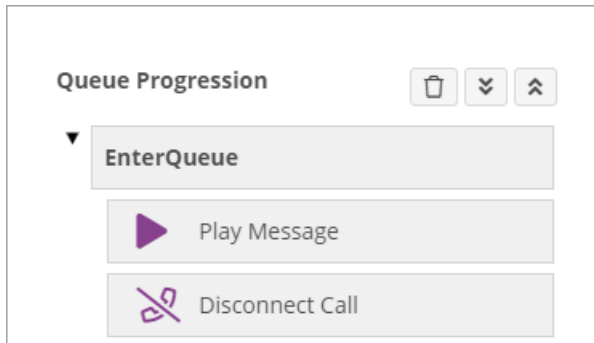 Queue Progression
EnterQueue
Play Message
Disconnect Call